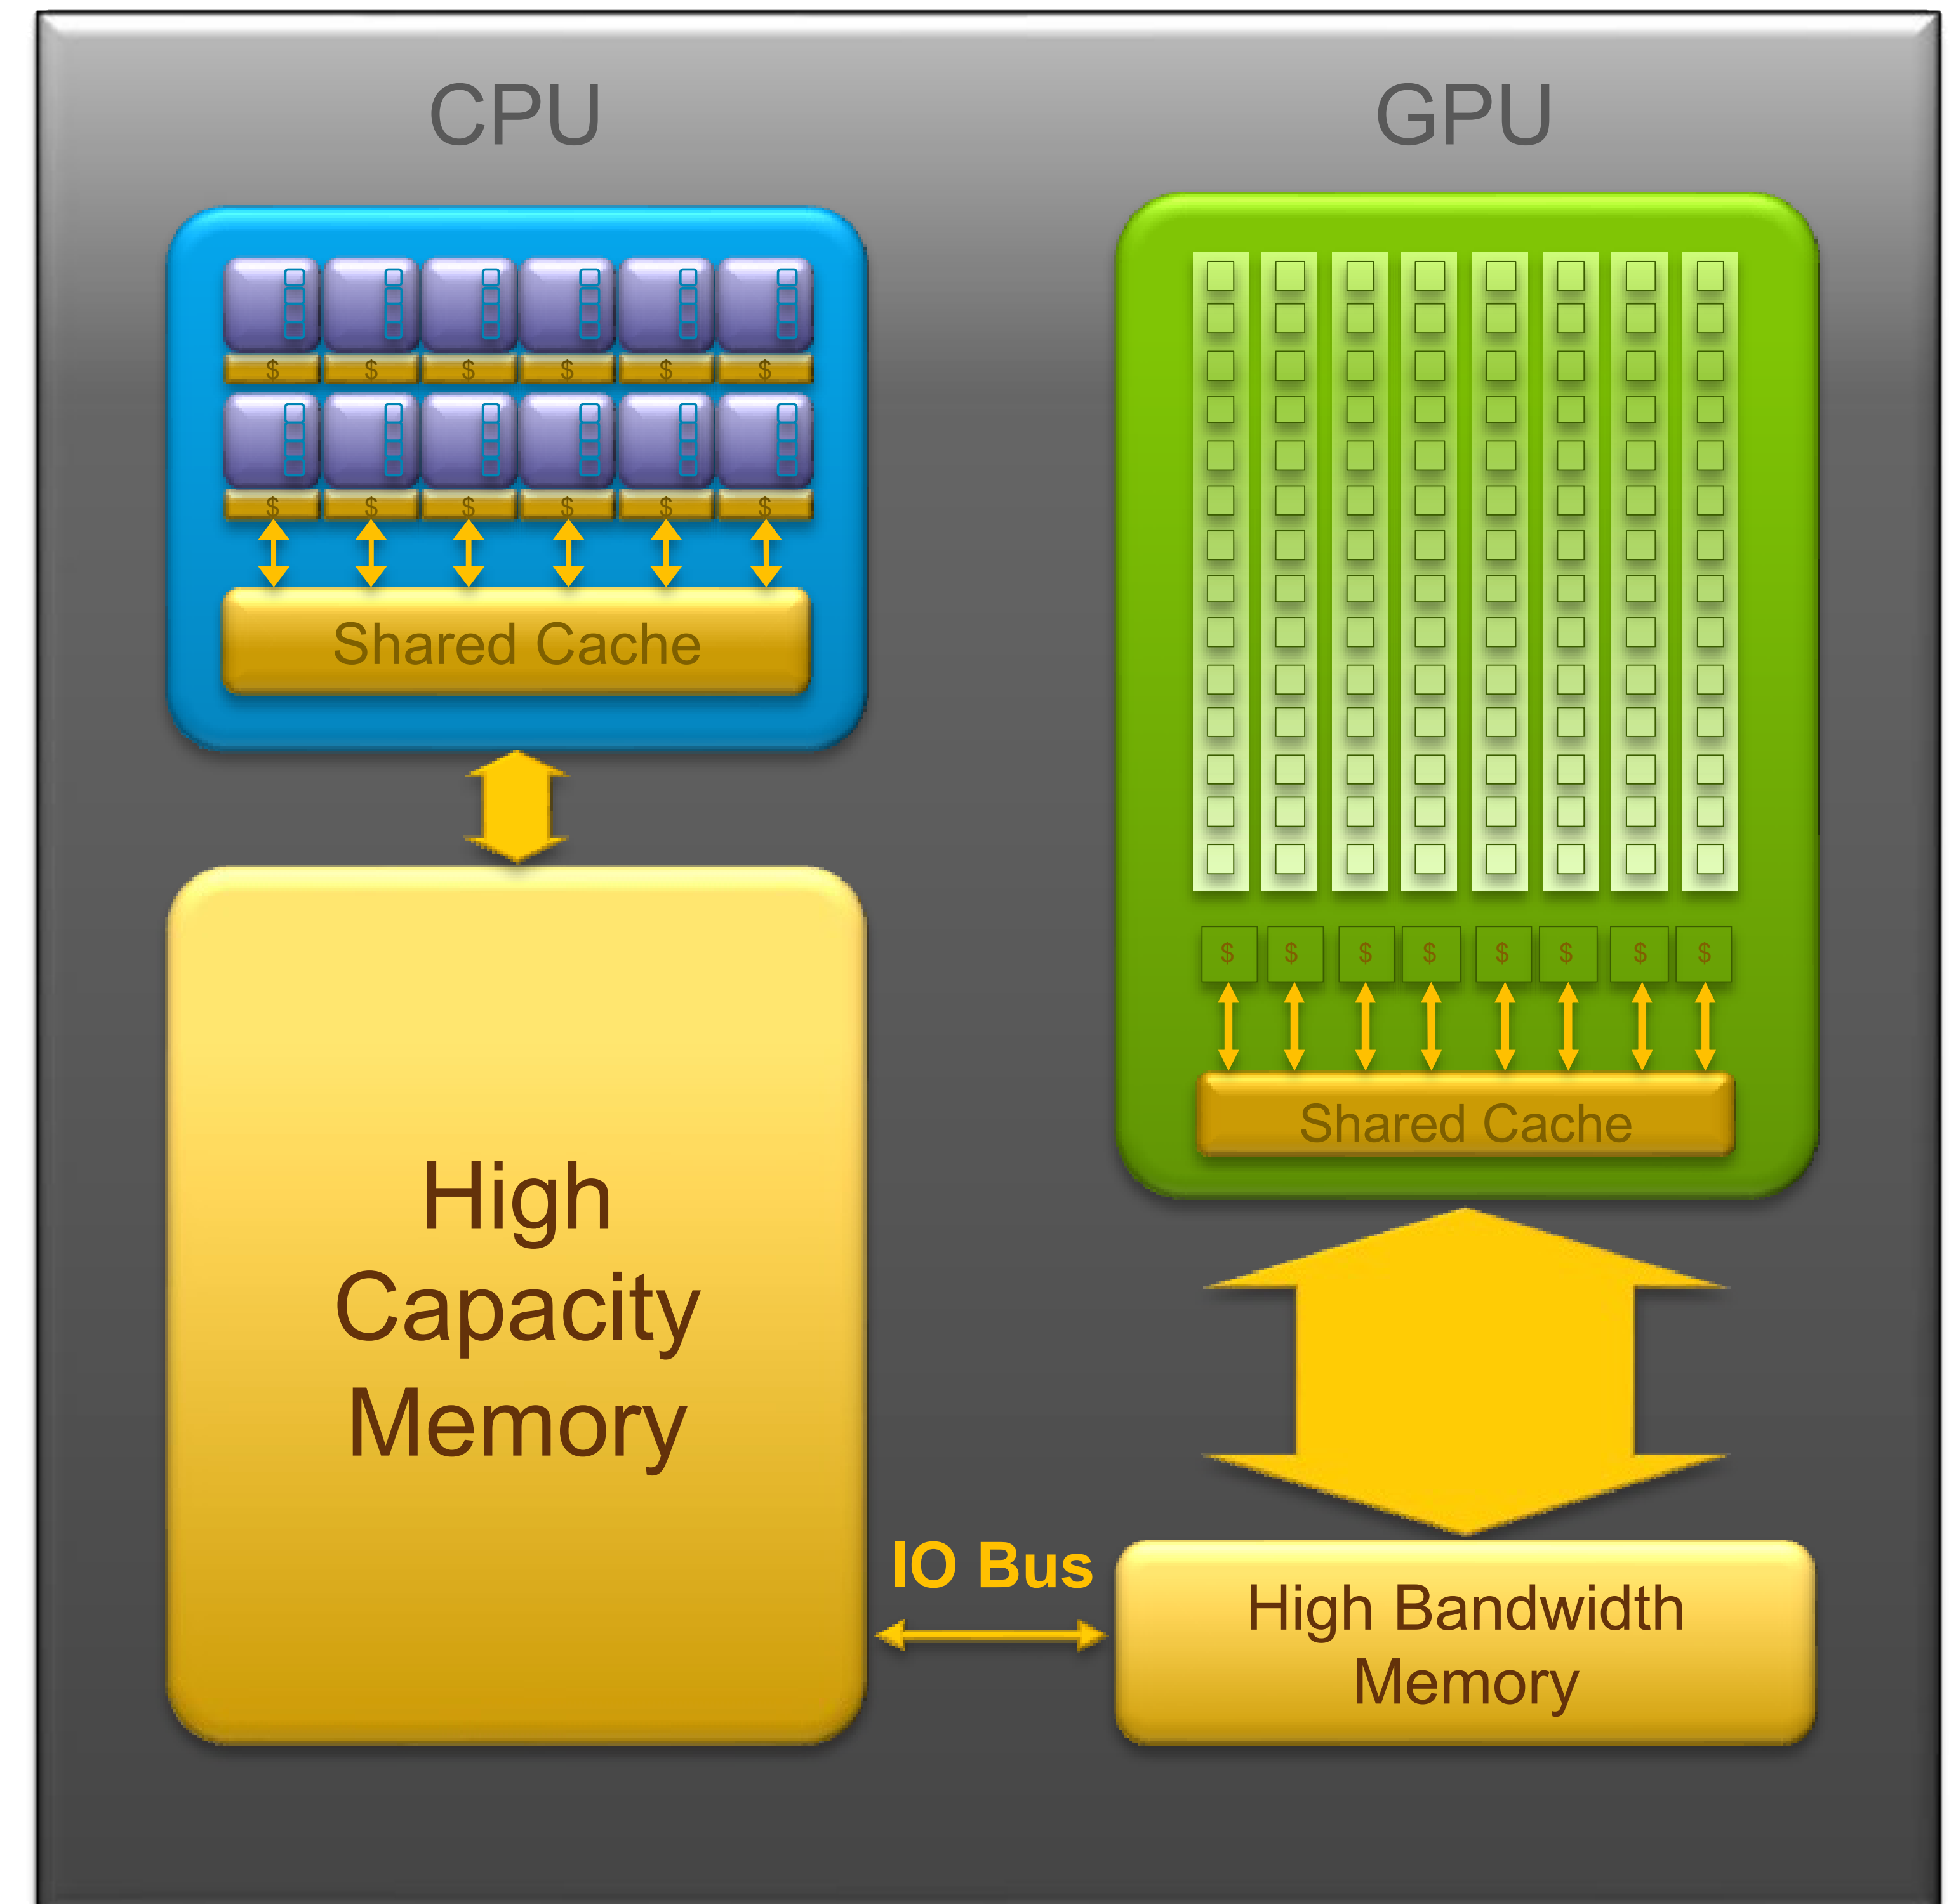 CPU
GPU
$ $ $ $ $ $
$ $ $ $ $ $
Shared Cache
High
Capacity
Memory
$ $ $ $ $ $ $ $
Shared Cache
IO Bus
High Bandwidth
Memory